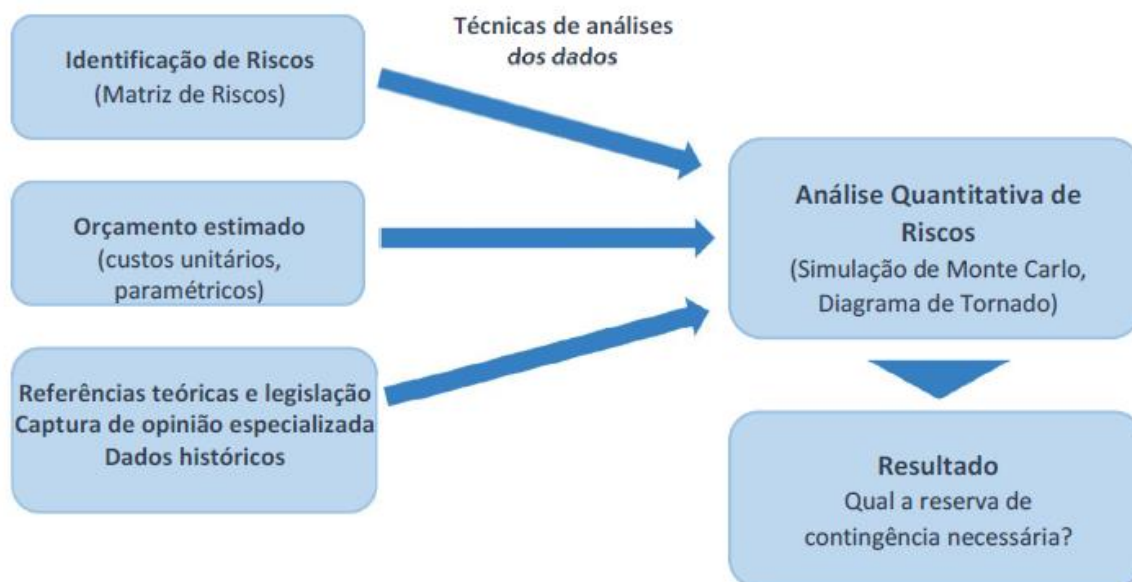 Identificação de Riscos
(Matriz de Riscos)
Técnicas de análises
dos dados
Orçamento estimado
(custos unitários,
paramétricos)
Referências teóricas e legislação
Captura de opinião especializada
Dados históricos
Análise Quantitativa de
Riscos
(Simulação de Monte Carlo,
Diagrama de Tornado)
Resultado
Qual a reserva de
contingência necessária?